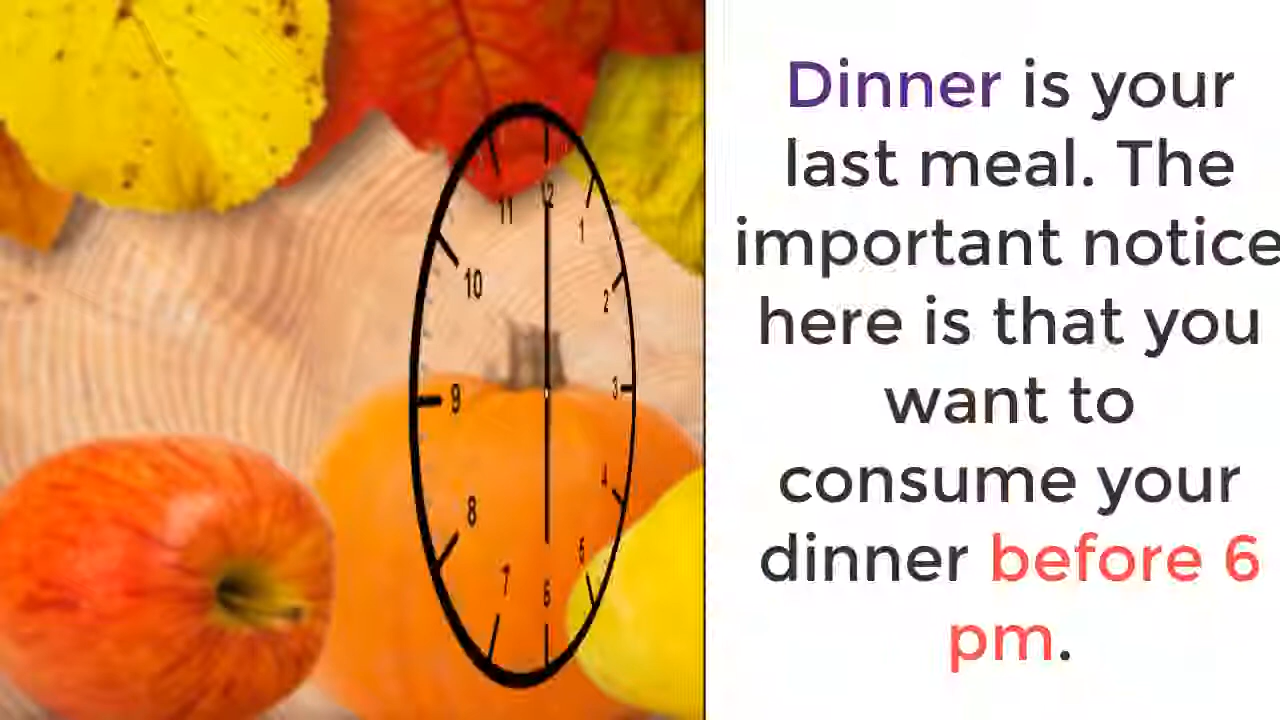 Dinner is your
last meal. The
important notice
here is that you
want to
consume your
dinner before 6
pm.
12
11
1
10
2
9
3
8
4
7
5
6